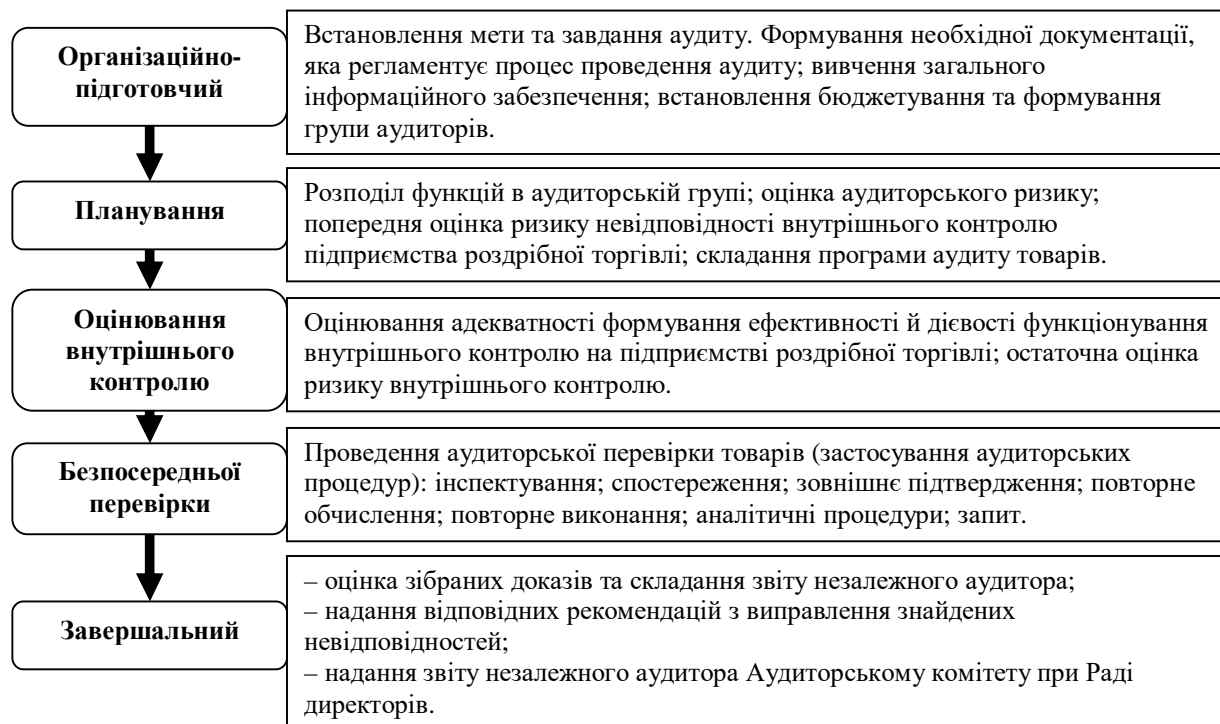 Організаційно-
підготовчий
Встановлення мети та завдання аудиту. Формування необхідної документації,
яка регламентує процес проведення аудиту; вивчення загального
інформаційного забезпечення; встановлення бюджетування та формування
групи аудиторів.
Планування
Розподіл функцій в аудиторській групі; оцінка аудиторського ризику;
попередня оцінка ризику невідповідності внутрішнього контролю
підприємства роздрібної торгівлі; складання програми аудиту товарів.
Оцінювання
внутрішнього
контролю
Оцінювання адекватності формування ефективності й дієвості функціонування
внутрішнього контролю на підприємстві роздрібної торгівлі; остаточна оцінка
ризику внутрішнього контролю.
Безпосередньої
перевірки
Проведення аудиторської перевірки товарів (застосування аудиторських
процедур): інспектування; спостереження; зовнішнє підтвердження; повторне
обчислення; повторне виконання; аналітичні процедури; запит.
Завершальний
– оцінка зібраних доказів та складання звіту незалежного аудитора;
– надання відповідних рекомендацій з виправлення знайдених
невідповідностей;
– надання звіту незалежного аудитора Аудиторському комітету при Раді
директорів.